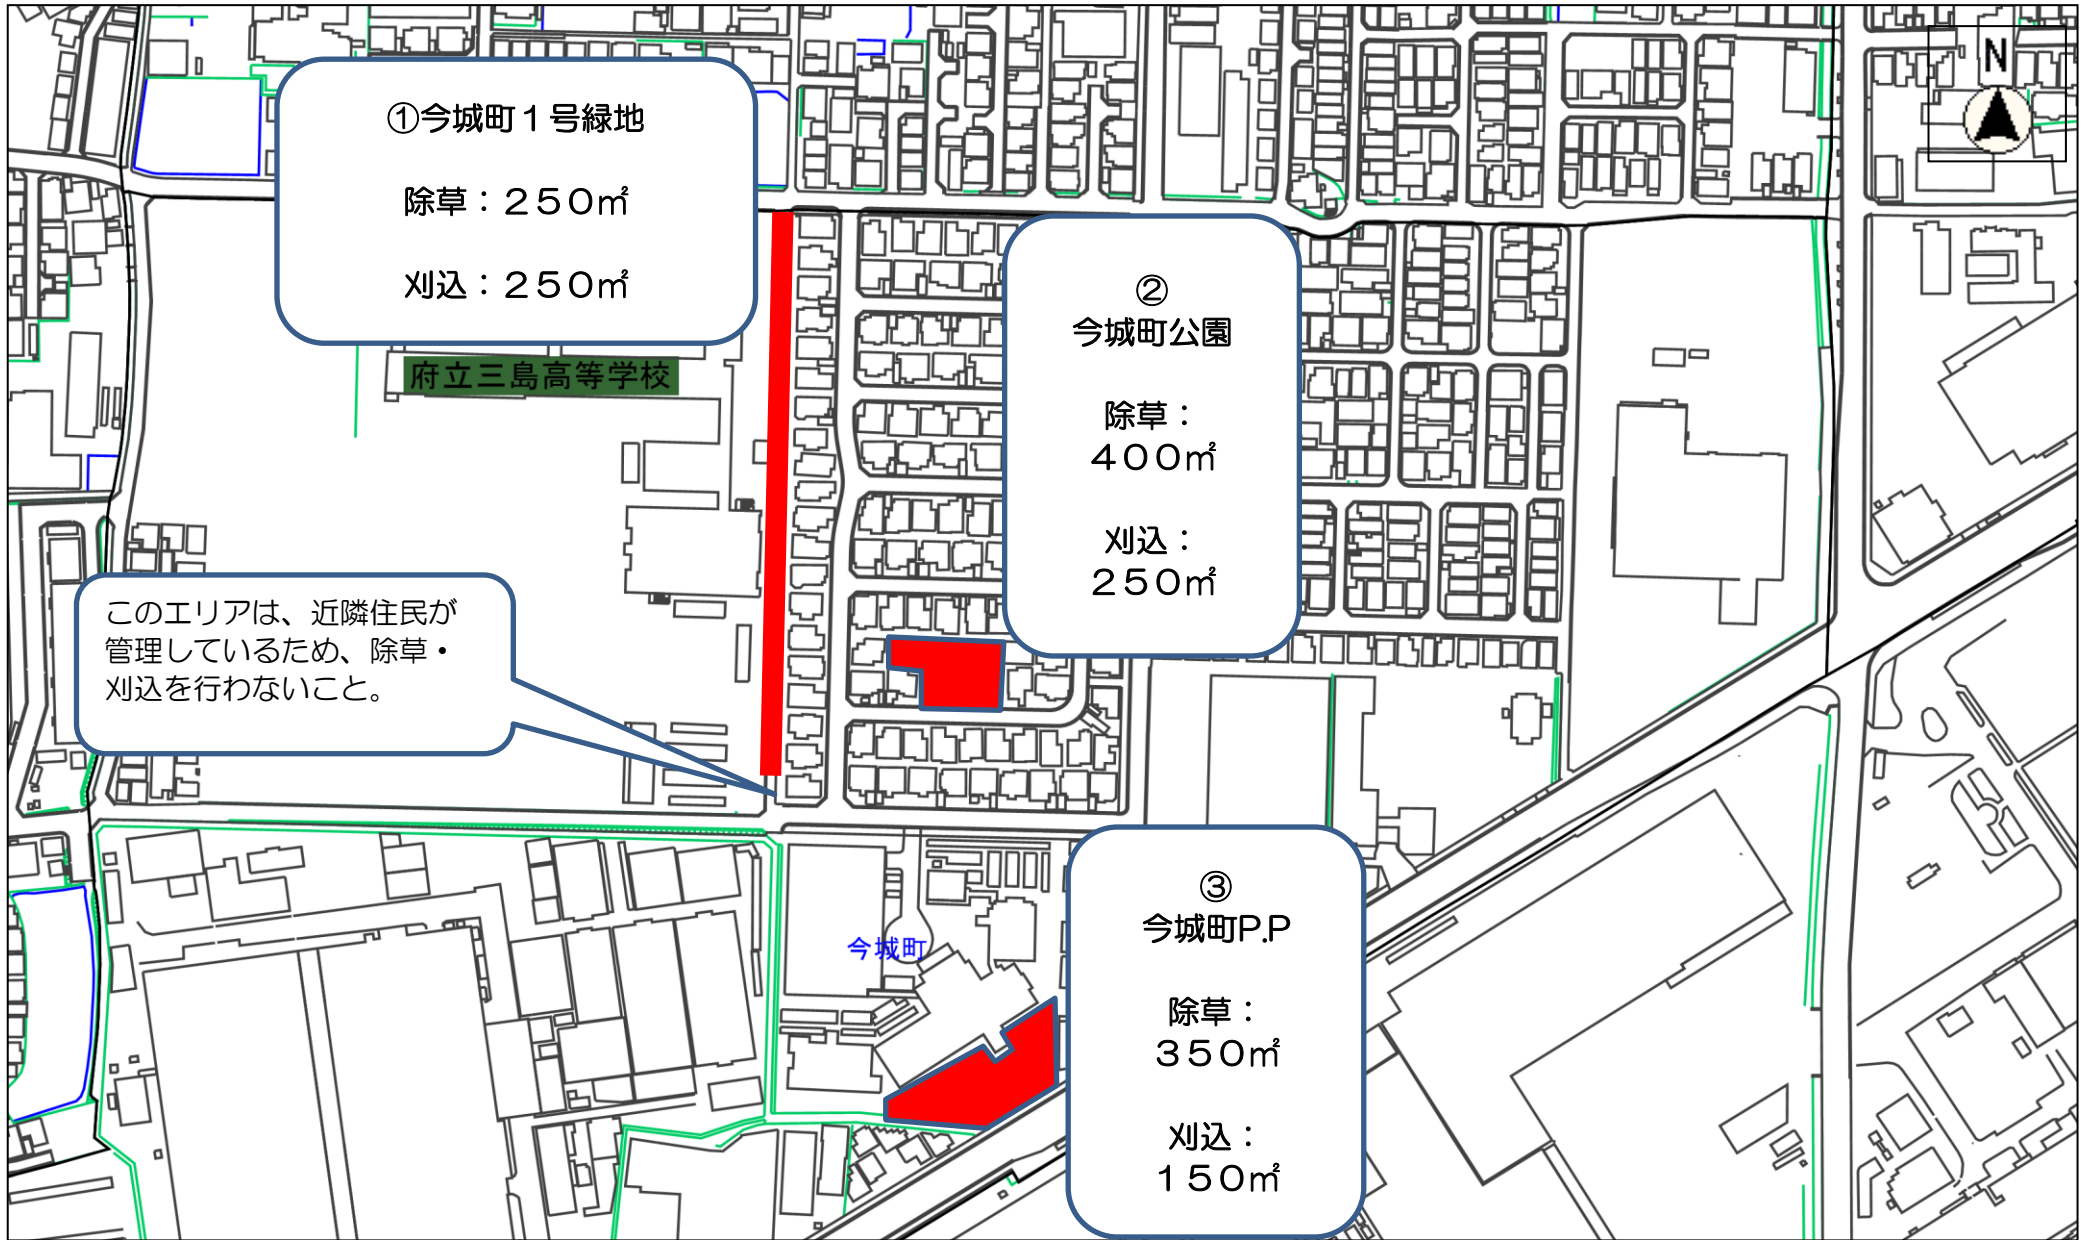 N
①今城町１号緑地
除草：２５０㎡
刈込：２５０㎡
②
今城町公園
除草：
４００㎡
刈込：
２５０㎡
府立三島高等学校
このエリアは、近隣住民が
管理しているため、除草・
刈込を行わないこと。
③
今城町P.P
除草：
３５０㎡
刈込：
１５０㎡
今城町